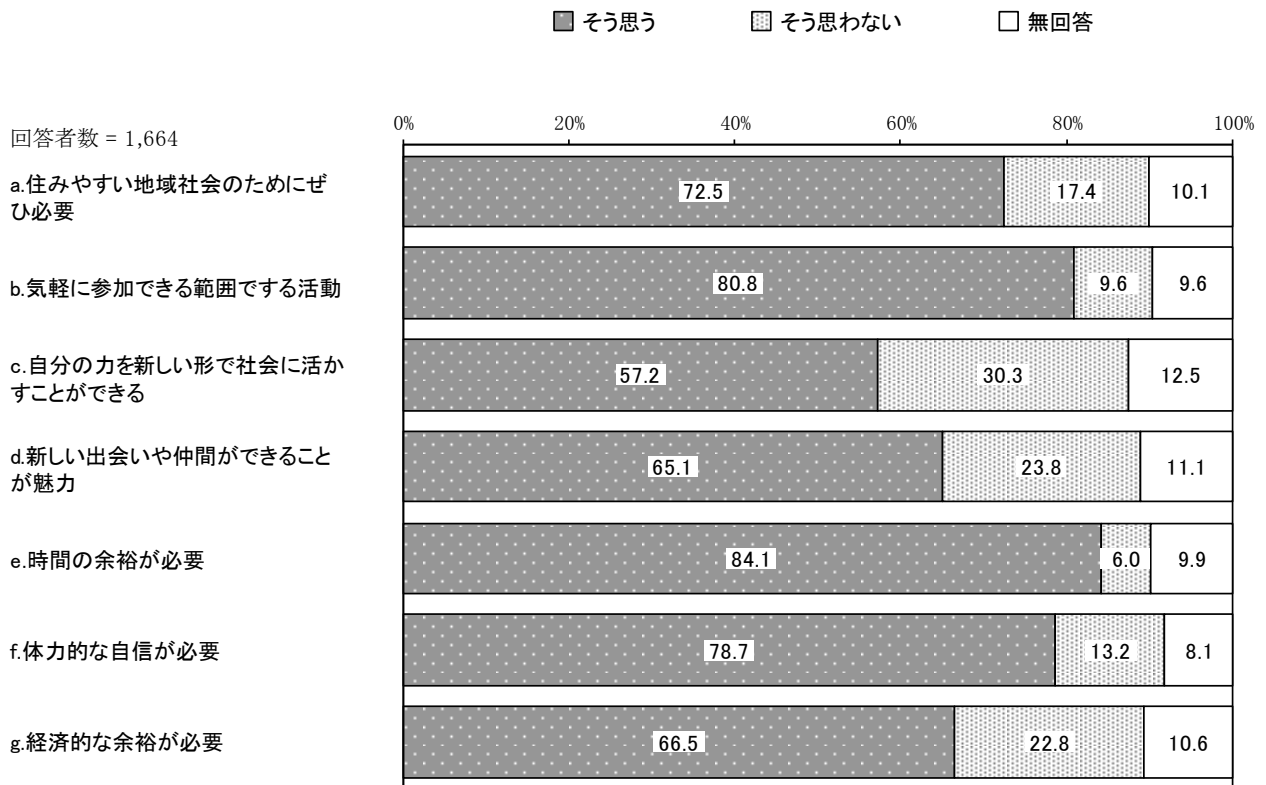 そう思う そう思わない 無回答
回答者数 = 1,664
0% 20% 40% 60% 80% 100%
a.住みやすい地域社会のためにぜ
ひ必要
72.5 17.4 10.1
b.気軽に参加できる範囲でする活動
80.8 9.6 9.6
c.自分の力を新しい形で社会に活か
すことができる
57.2 30.3 12.5
d.新しい出会いや仲間ができること
が魅力
65.1 23.8 11.1
e.時間の余裕が必要
84.1 6.0 9.9
f.体力的な自信が必要
78.7 13.2 8.1
g.経済的な余裕が必要
66.5 22.8 10.6